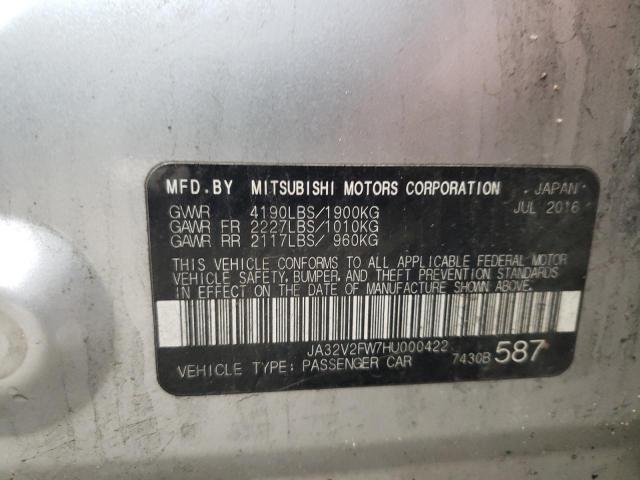 MFD. BY MITSUBISHI MOTORS CORPORATION JAPAN
GVWR 4190LBS/1900KG JUL 2016
GAWR FR 2227LBS/1010KG
GAWR RR 2117LBS/ 960KG
THIS VEHICLE CONFORMS TO ALL APPLICABLE FEDERAL MOTOR
VEHICLE SAFETY, BUMPER, AND THEFT PREVENTION STANDARDS
IN EFFECT ON THE DATE OF MANUFACTURE SHOWN ABOVE.
JA32V2FW7HU000422
VEHICLE TYPE: PASSENGER CAR 7430B 587